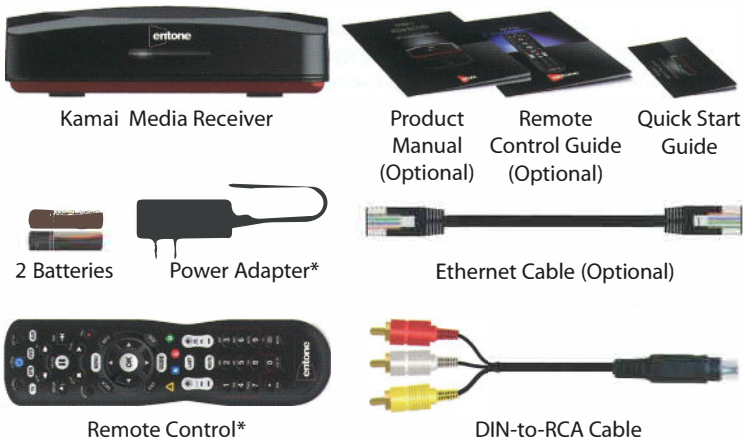 entone
Kamai Media Receiver
Product
Manual
(Optional)
Remote
Control Guide
(Optional)
Quick Start
Guide
2 Batteries
Power Adapter*
Ethernet Cable (Optional)
OK
entone
Remote Control*
DIN-to-RCA Cable